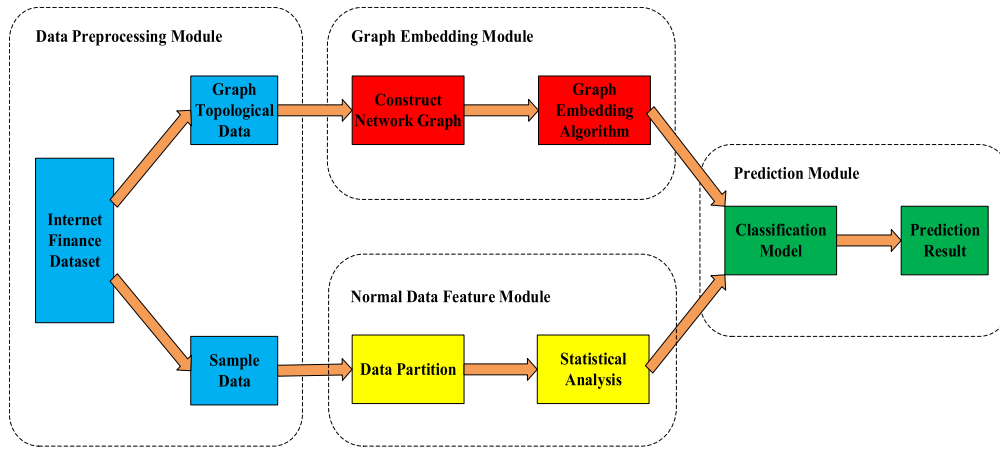 Data Preprocessing Module
Graph
Topological
Data
Internet
Finance
Dataset
Sample
Data
Graph Embedding Module
Construct
Network Graph
Graph
Embedding
Algorithm
Normal Data Feature Module
Data Partition
Statistical
Analysis
Prediction Module
Classification
Model
Prediction
Result